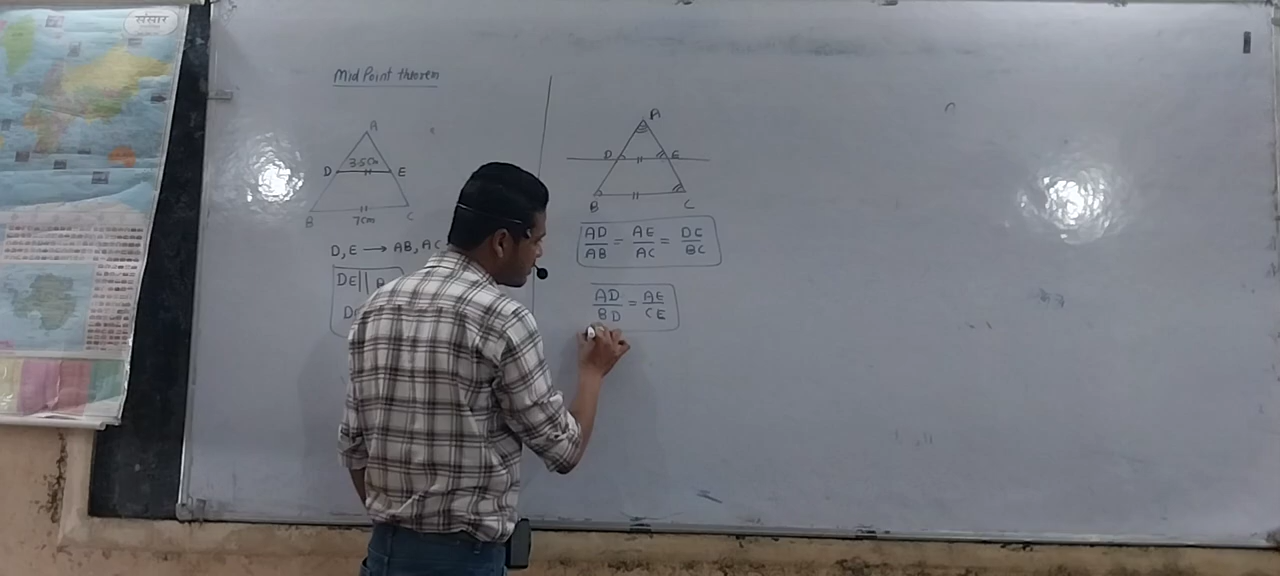 संसार
Mid Point theorem
A
D 3.5cm E
B 7cm C
D, E → AB, AC
DE||
A
D E
B C
AD/AB = AE/AC = DE/BC
AD/BD = AE/CE